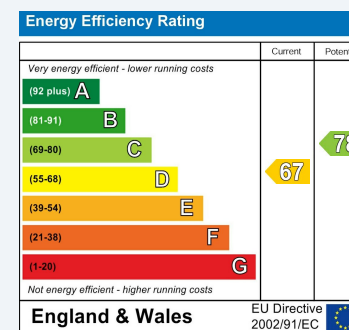 Energy Efficiency Rating
Current
Very energy efficient - lower running costs
(92 plus) A
(81-91) B
(69-80) C
(55-68) D
67
(39-54) E
(21-38) F
(1-20) G
Not energy efficient - higher running costs
England & Wales
EU Directive
2002/91/EC